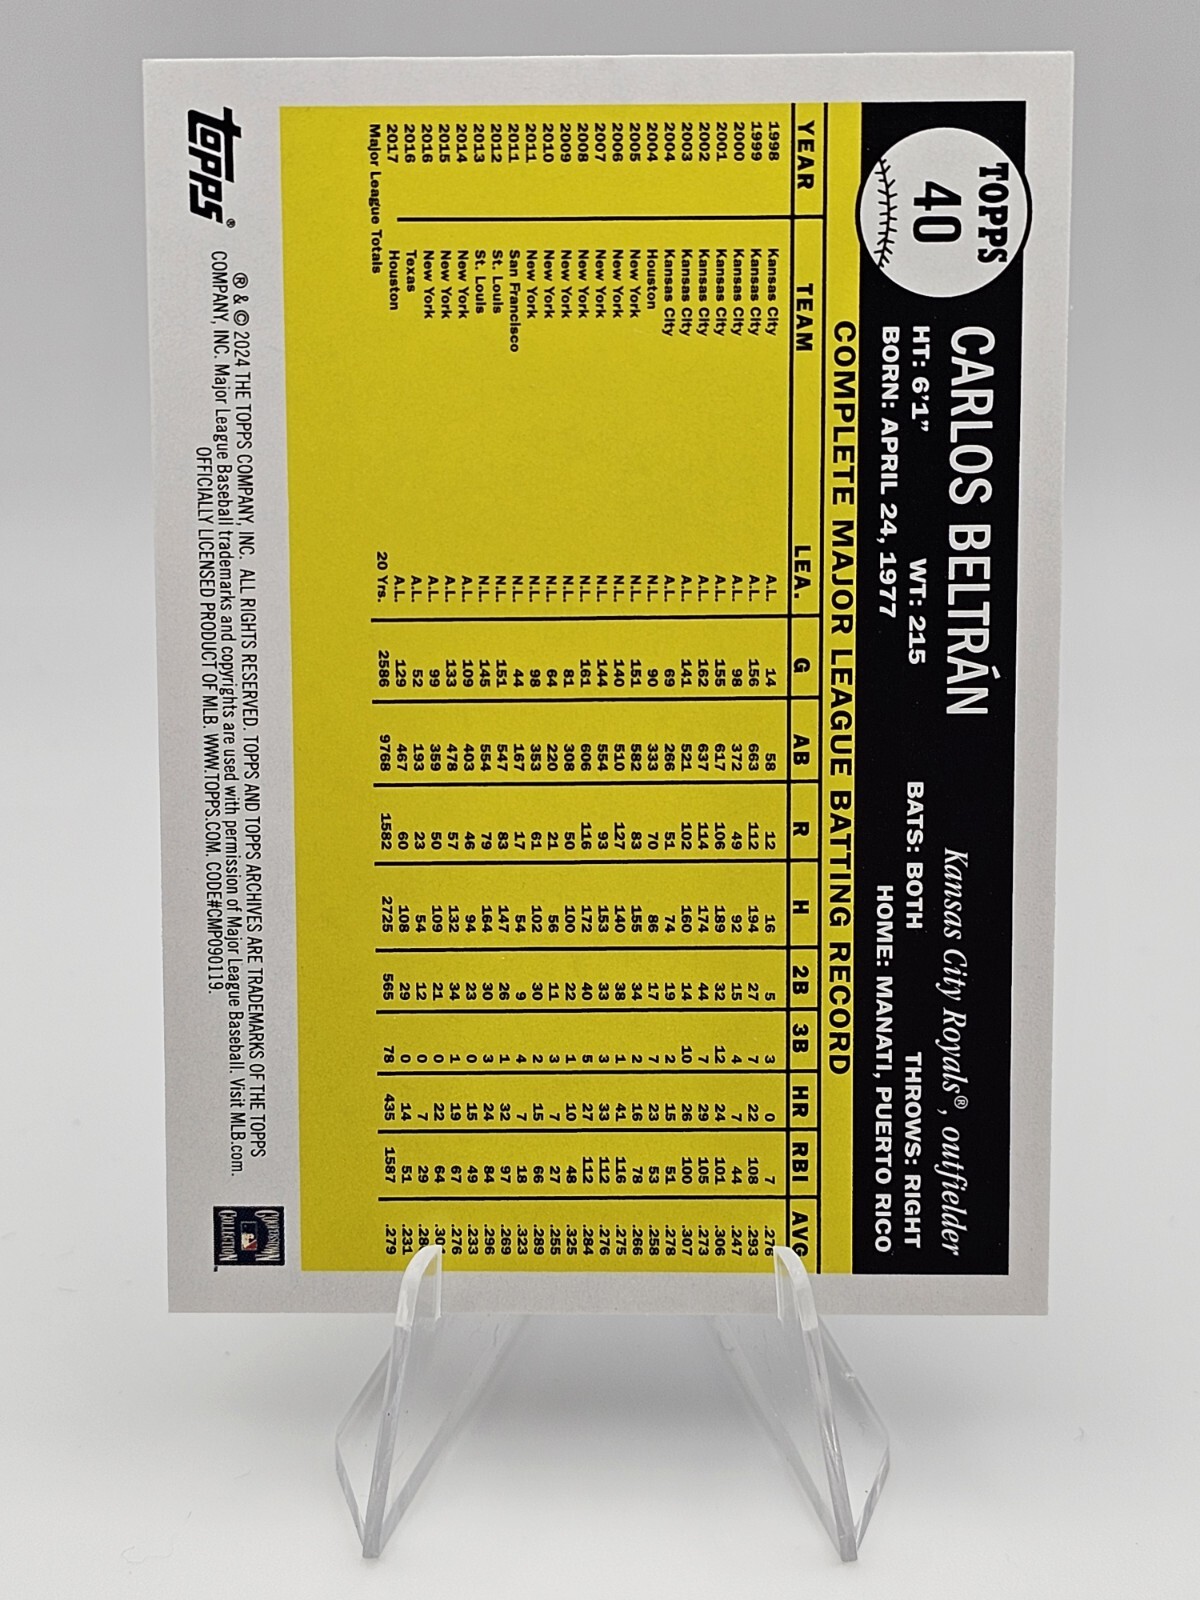 TOPPS
40
CARLOS BELTRÁN Kansas City Royals®, outfielder
HT: 6'1” WT: 215 BATS: BOTH THROWS: RIGHT
BORN: APRIL 24, 1977 HOME: MANATI, PUERTO RICO
COMPLETE MAJOR LEAGUE BATTING RECORD
YEAR TEAM LEA. G AB R H 2B 3B HR RBI AVG
1998 Kansas City A.L. 14 58 12 16 5 3 0 7 .276
1999 Kansas City A.L. 156 663 112 194 27 7 22 108 .293
2000 Kansas City A.L. 98 372 49 92 15 4 7 44 .247
2001 Kansas City A.L. 155 617 106 189 32 12 24 101 .306
2002 Kansas City A.L. 162 637 114 174 44 7 29 105 .273
2003 Kansas City A.L. 141 521 102 160 14 10 26 100 .307
2004 Kansas City A.L. 69 266 51 74 19 2 15 51 .278
2004 Houston N.L. 90 333 70 86 17 7 23 53 .258
2005 New York N.L. 151 582 83 155 34 2 16 78 .266
2006 New York N.L. 140 510 127 140 38 1 41 116 .275
2007 New York N.L. 144 554 93 153 33 3 33 112 .276
2008 New York N.L. 161 606 116 172 40 5 27 112 .284
2009 New York N.L. 81 308 50 100 22 1 10 48 .325
2010 New York N.L. 64 220 21 56 11 3 7 27 .255
2011 New York N.L. 98 353 61 102 30 2 15 66 .289
2011 San Francisco N.L. 44 167 17 54 9 4 7 18 .323
2012 St. Louis N.L. 151 547 83 147 26 1 32 97 .269
2013 St. Louis N.L. 145 554 79 164 30 3 24 84 .296
2014 New York A.L. 109 403 46 94 23 0 15 49 .233
2015 New York A.L. 133 478 57 132 34 1 19 67 .276
2016 New York A.L. 99 359 50 109 21 0 22 64
2016 Texas A.L. 52 193 23 54 12 0 7 29
2017 Houston A.L. 129 467 60 108 29 0 14 51 .231
Major League Totals 20 Yrs. 2586 9768 1582 2725 565 78 435 1587 .279
topps®
® & © 2024 THE TOPPS COMPANY, INC. ALL RIGHTS RESERVED. TOPPS AND TOPPS ARCHIVES ARE TRADEMARKS OF THE TOPPS
COMPANY, INC. Major League Baseball trademarks and copyrights are used with permission of Major League Baseball. Visit MLB.com.
OFFICIALLY LICENSED PRODUCT OF MLB. WWW.TOPPS.COM. CODE#CMP090119.
COOPERSTOWN
COLLECTION™